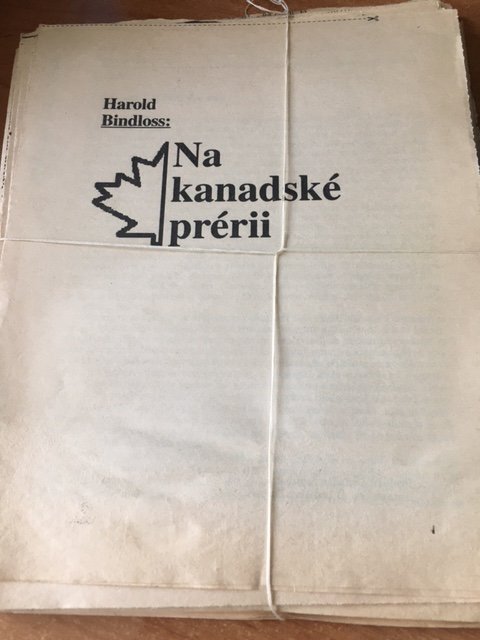 Harold
Bindloss:
Na
kanadské
prérii